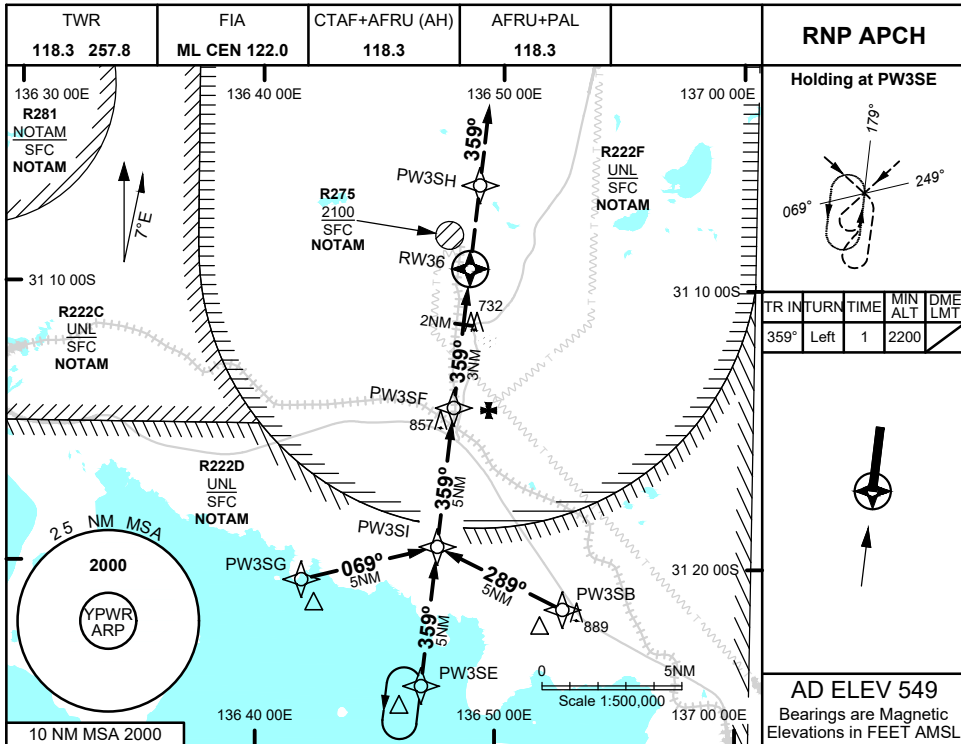 TWR
118.3 257.8
FIA
ML CEN 122.0
CTAF+AFRU (AH)
118.3
AFRU+PAL
118.3
RNP APCH
136 30 00E
136 40 00E
136 50 00E
137 00 00E
R281
NOTAM
SFC
NOTAM
7°E
359°
PW3SH
R222F
UNL
SFC
NOTAM
R275
2100
SFC
NOTAM
RW36
31 10 00S
31 10 00S
732
2NM
R222C
UNL
SFC
NOTAM
359°
3NM
PW3SF
857
R222D
UNL
SFC
NOTAM
359°
5NM
PW3SI
25 NM MSA
2000
YPWR
ARP
PW3SG
069°
5NM
289°
5NM
31 20 00S
PW3SB
889
359°
5NM
PW3SE
0
5NM
Scale 1:500,000
136 40 00E
136 50 00E
137 00 00E
10 NM MSA 2000
Holding at PW3SE
179°
249°
069°
TR IN TURN TIME MIN ALT DME LMT
359° Left 1 2200
AD ELEV 549
Bearings are Magnetic
Elevations in FEET AMSL